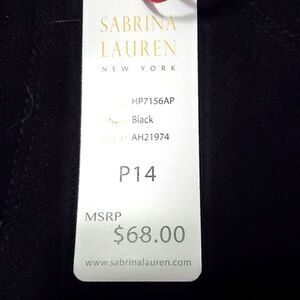 SABRINA
LAUREN
NEW YORK
HP7156AP
Black
AH21974
P14
MSRP
$68.00
www.sabrinalauren.com